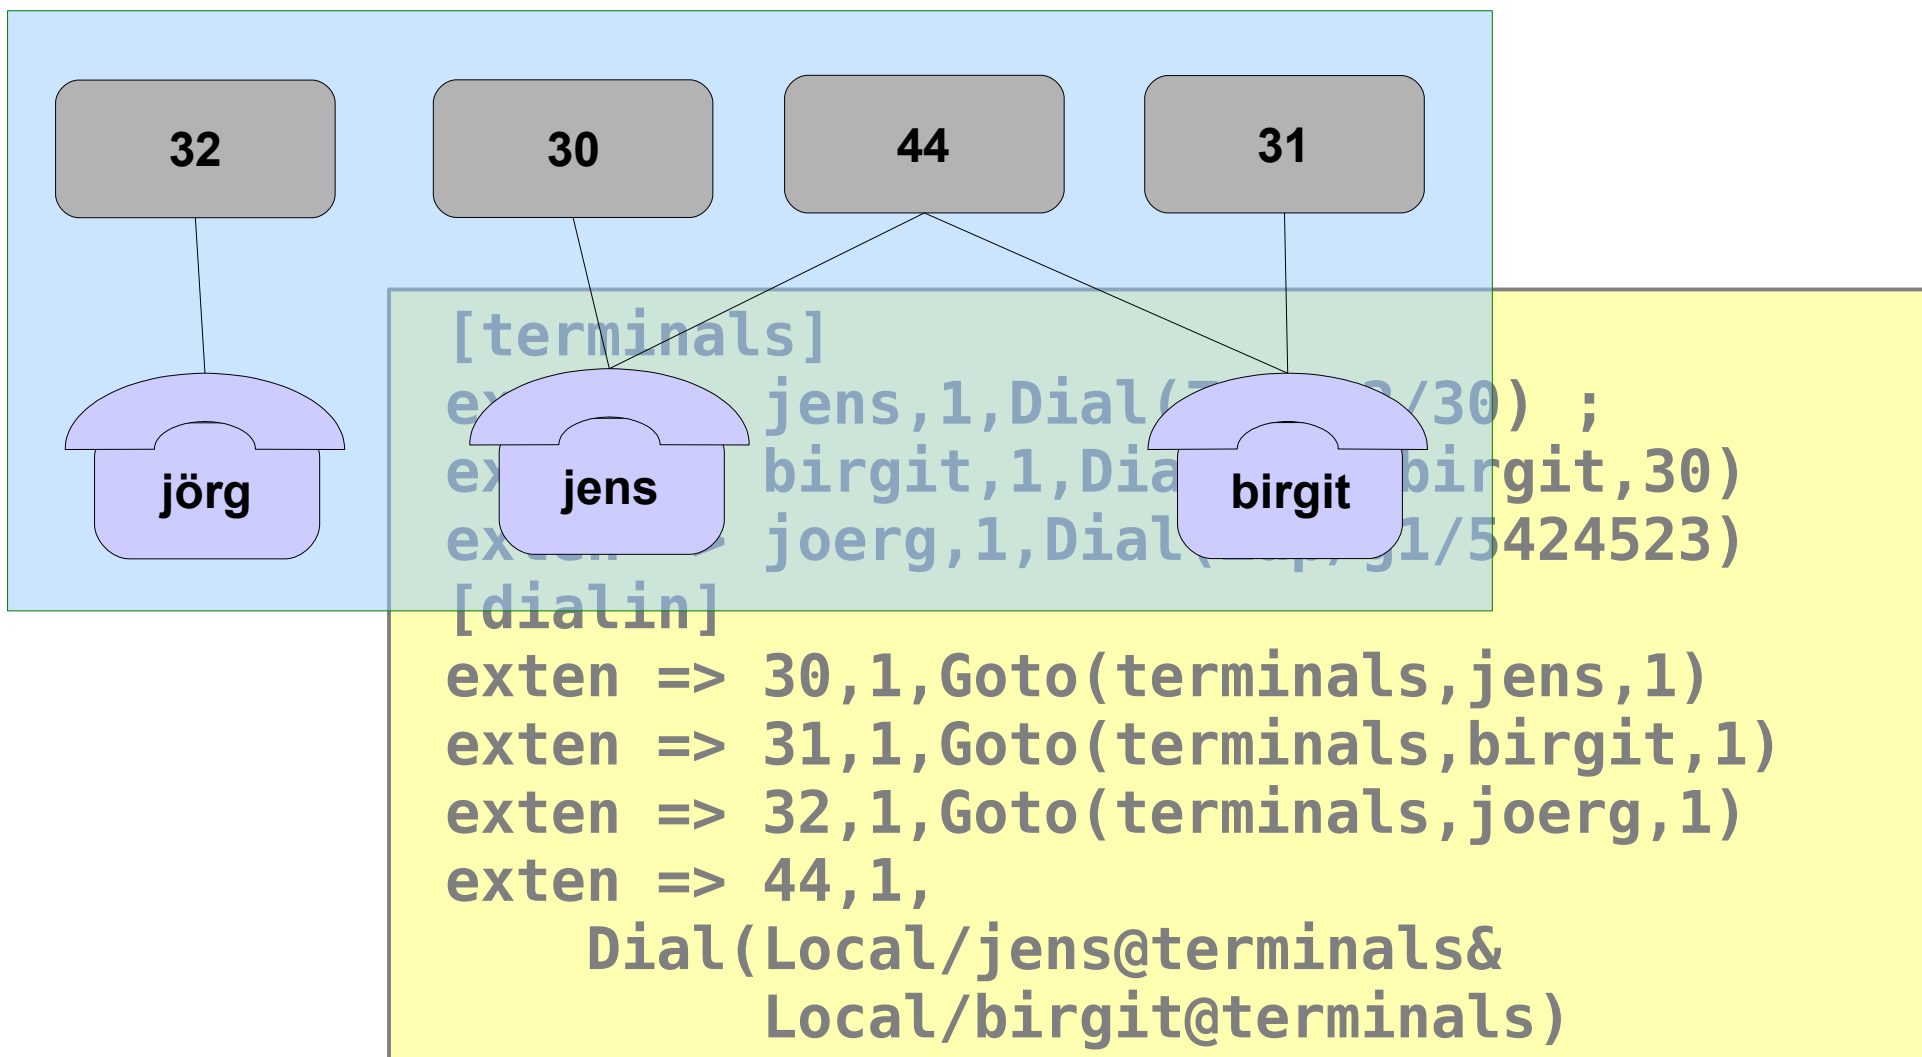 32 30 44 31
jörg jens birgit
[terminals]
jens,1,Dial( /30) ;
birgit,1,Dia birgit,30)
joerg,1,Dial( g1/5424523)
[dialin]
exten => 30,1,Goto(terminals,jens,1)
exten => 31,1,Goto(terminals,birgit,1)
exten => 32,1,Goto(terminals,joerg,1)
exten => 44,1,
Dial(Local/jens@terminals&
Local/birgit@terminals)